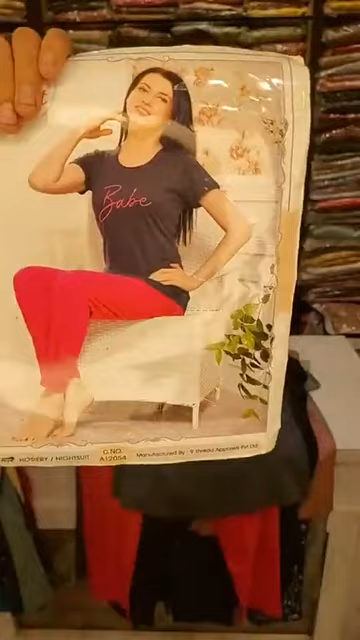 Babe
HOSIERY / NIGHTSUIT
D.NO.
A12054
Manufactured By :
Apparels Pvt Ltd